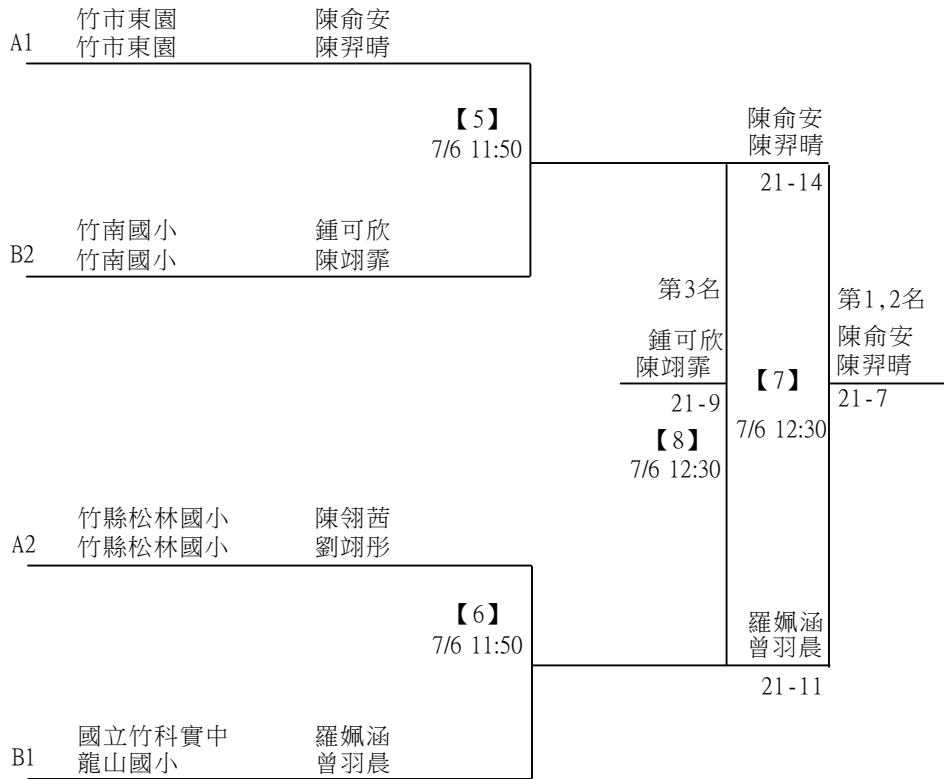 竹市東園 陳俞安
A1 竹市東園 陳羿晴
【5】
7/6 11:50
陳俞安
陳羿晴
21-14
竹南國小 鍾可欣
B2 竹南國小 陳翊霏
第3名
第1,2名
鍾可欣
陳翊霏
陳俞安
陳羿晴
【7】
21-9
21-7
【8】
7/6 12:30
7/6 12:30
竹縣松林國小 陳翎茜
A2 竹縣松林國小 劉翊彤
【6】
7/6 11:50
羅姵涵
曾羽晨
21-11
國立竹科實中 羅姵涵
B1 龍山國小 曾羽晨